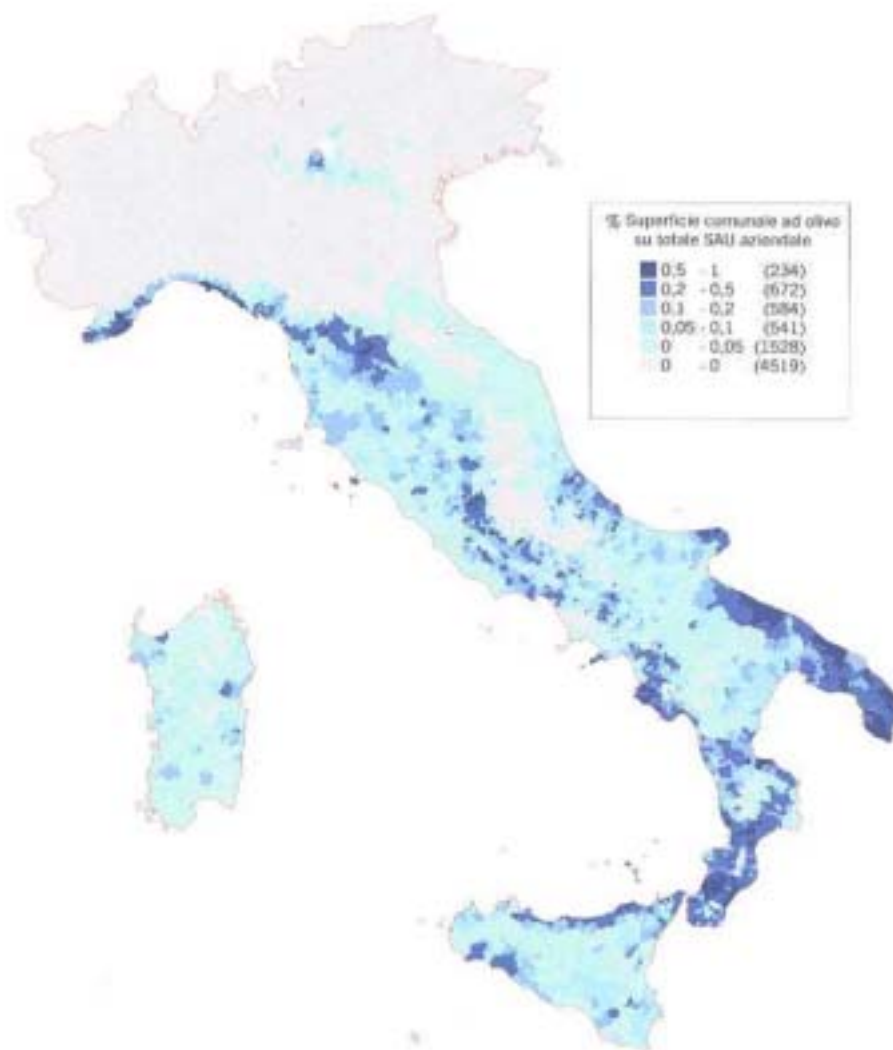 % Superficie comunale ad olivo
su totale SAU aziendale
0,5 - 1 (234)
0,2 - 0,5 (672)
0,1 - 0,2 (584)
0,05 - 0,1 (541)
0 - 0,05 (1528)
0 - 0 (4519)